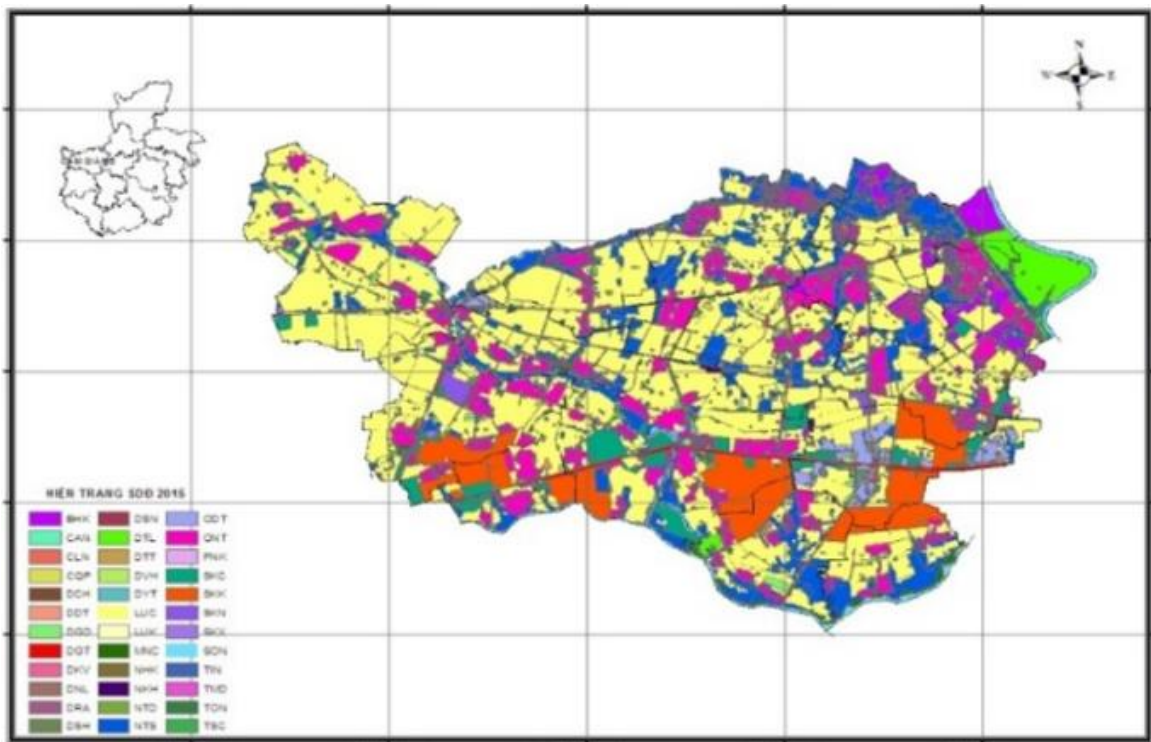 N
W E
S
HIỆN TRẠNG SDĐ 2015
BHK DSN ODT
CAN DTL ONT
CLN DTT PNK
CQP DVH SKC
DCH DYT SKK
DDT LUC SKN
DGD LUK SKX
DGT MNC SON
DKV NHK TIN
DNL NKH TMD
DRA NTD TON
DSH NTS TSC